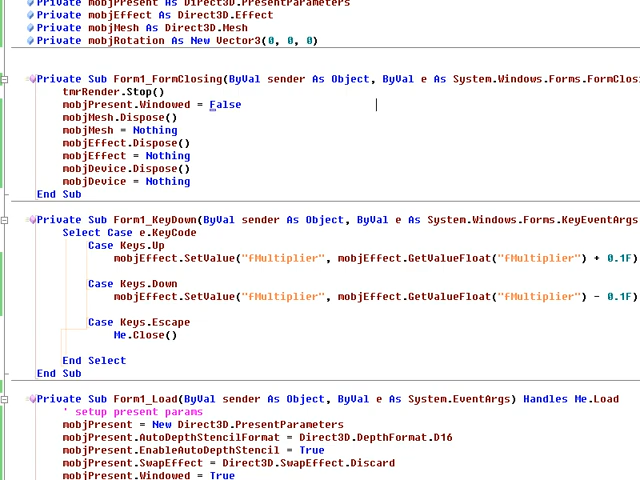 Private mobjPresent As Direct3D.PresentParameters
Private mobjEffect As Direct3D.Effect
Private mobjMesh As Direct3D.Mesh
Private mobjRotation As New Vector3(0, 0, 0)
Private Sub Form1_FormClosing(ByVal sender As Object, ByVal e As System.Windows.Forms.FormClos
tmrRender.Stop()
mobjPresent.Windowed = False
mobjMesh.Dispose()
mobjMesh = Nothing
mobjEffect.Dispose()
mobjEffect = Nothing
mobjDevice.Dispose()
mobjDevice = Nothing
End Sub
Private Sub Form1_KeyDown(ByVal sender As Object, ByVal e As System.Windows.Forms.KeyEventArgs
Select Case e.KeyCode
Case Keys.Up
mobjEffect.SetValue("fMultiplier", mobjEffect.GetValueFloat("fMultiplier") + 0.1F)
Case Keys.Down
mobjEffect.SetValue("fMultiplier", mobjEffect.GetValueFloat("fMultiplier") - 0.1F)
Case Keys.Escape
Me.Close()
End Select
End Sub
Private Sub Form1_Load(ByVal sender As Object, ByVal e As System.EventArgs) Handles Me.Load
' setup present params
mobjPresent = New Direct3D.PresentParameters
mobjPresent.AutoDepthStencilFormat = Direct3D.DepthFormat.D16
mobjPresent.EnableAutoDepthStencil = True
mobjPresent.SwapEffect = Direct3D.SwapEffect.Discard
mobjPresent.Windowed = True